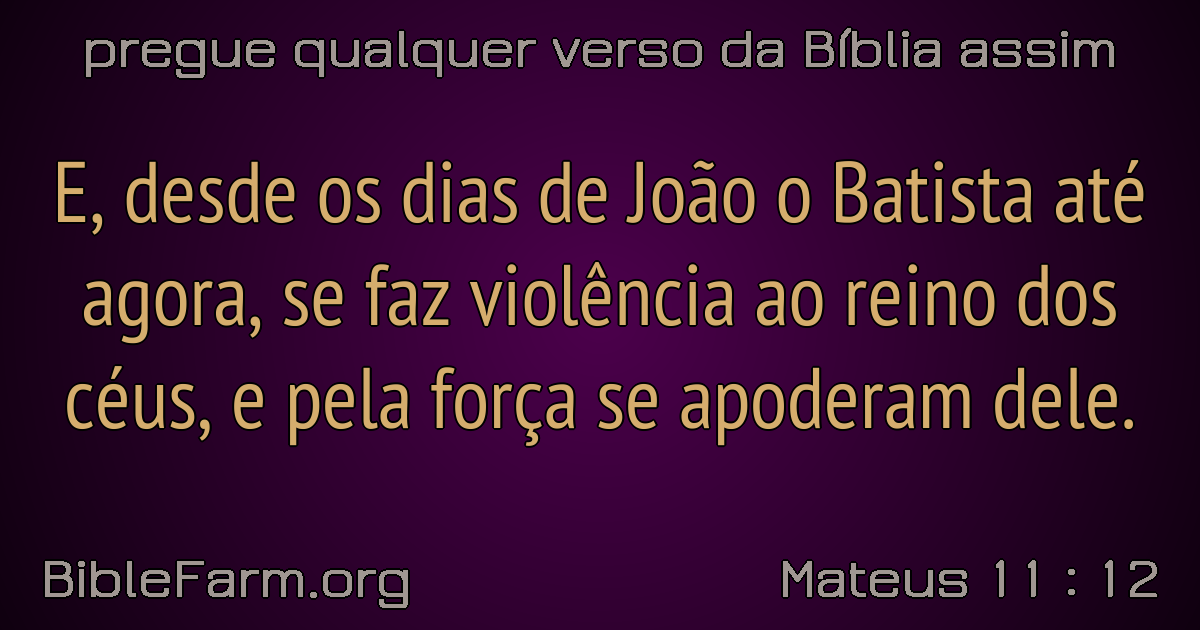 pregue qualquer verso da Bíblia assim
E, desde os dias de João o Batista até
agora, se faz violência ao reino dos
céus, e pela força se apoderam dele.
BibleFarm.org
Mateus 11 : 12